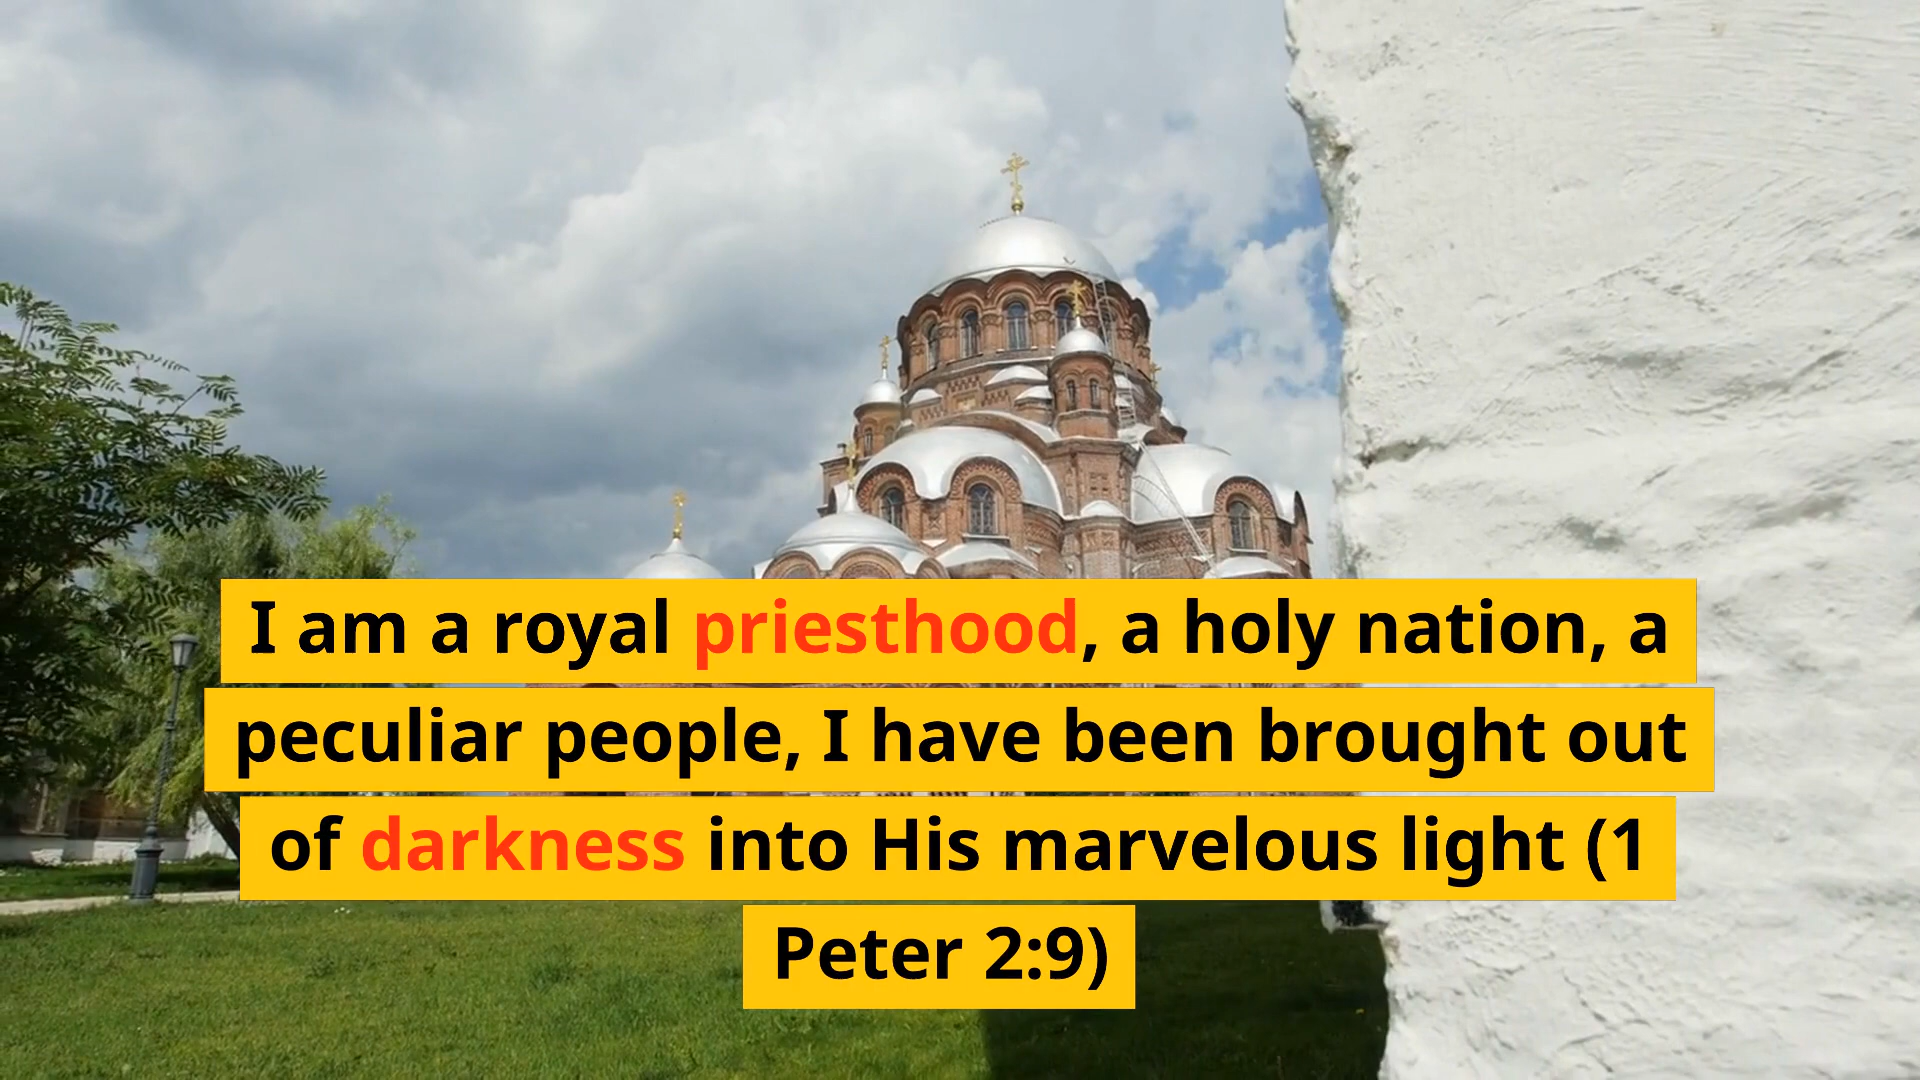 I am a royal priesthood, a holy nation, a
peculiar people, I have been brought out
of darkness into His marvelous light (1
Peter 2:9)